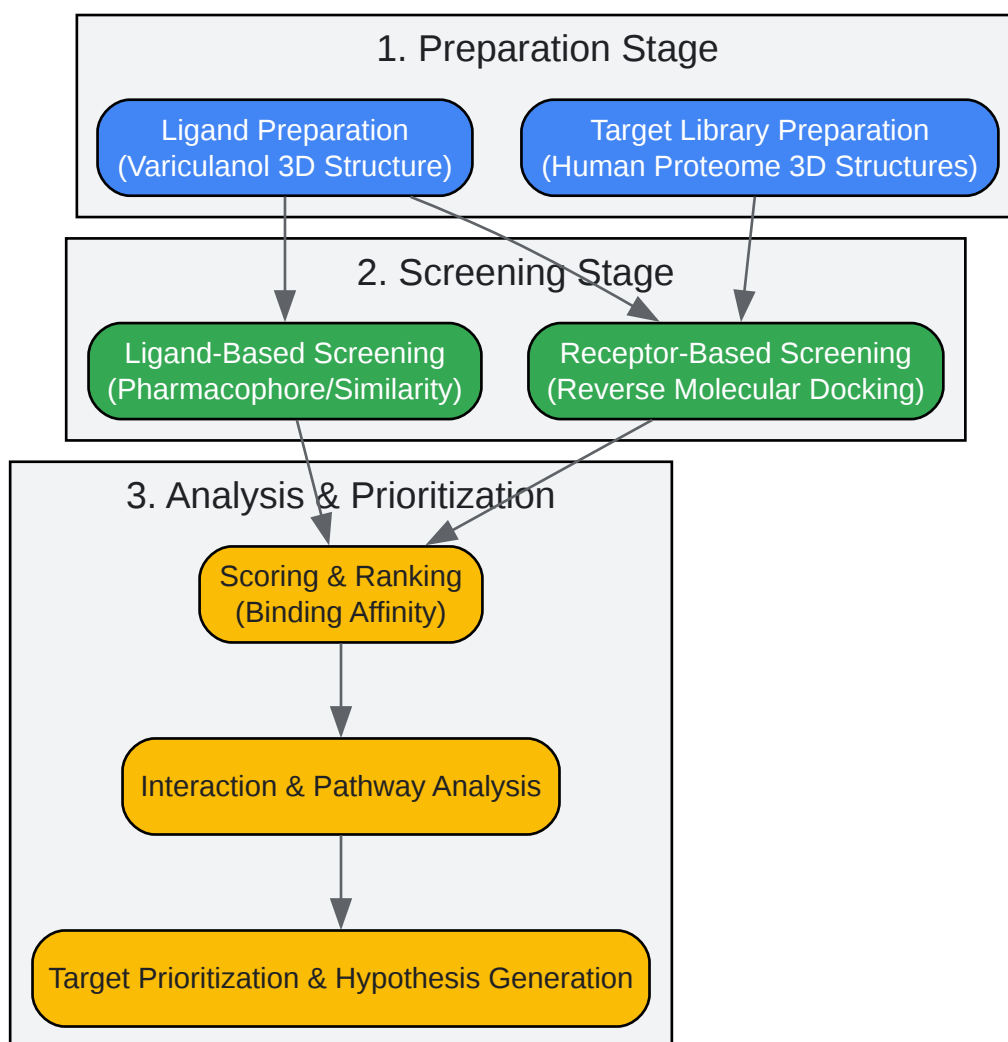 1. Preparation Stage
Ligand Preparation
(Variculanol 3D Structure)
Target Library Preparation
(Human Proteome 3D Structures)
2. Screening Stage
Ligand-Based Screening
(Pharmacophore/Similarity)
Receptor-Based Screening
(Reverse Molecular Docking)
3. Analysis & Prioritization
Scoring & Ranking
(Binding Affinity)
Interaction & Pathway Analysis
Target Prioritization & Hypothesis Generation